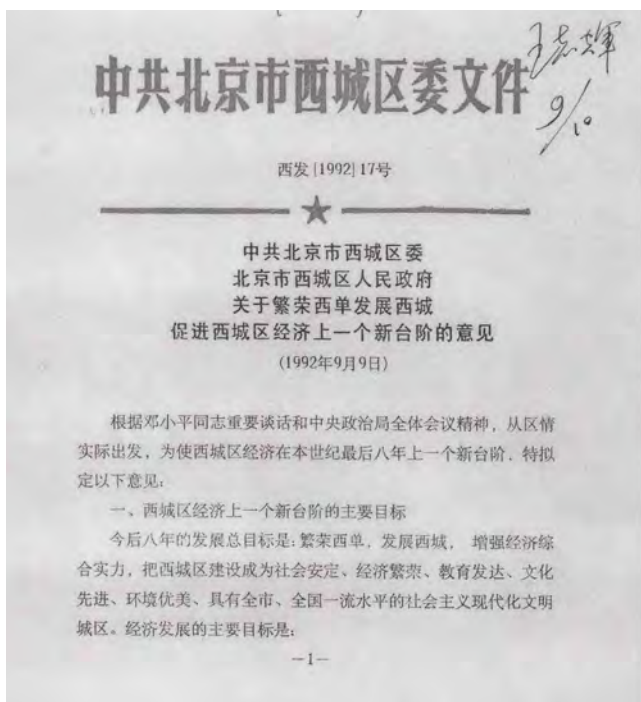 中共北京市西城区委文件
9/10
西发[1992]17号
中共北京市西城区委
北京市西城区人民政府
关于繁荣西单发展西城
促进西城区经济上一个新台阶的意见
(1992年9月9日)
根据邓小平同志重要谈话和中央政治局全体会议精神，从区情
实际出发，为使西城区经济在本世纪最后八年上一个新台阶，特拟
定以下意见：
一、西城区经济上一个新台阶的主要目标
今后八年的发展总目标是：繁荣西单，发展西城， 增强经济综
合实力，把西城区建设成为社会安定、经济繁荣、教育发达、文化
先进、环境优美、具有全市、全国一流水平的社会主义现代化文明
城区。经济发展的主要目标是：
—1—